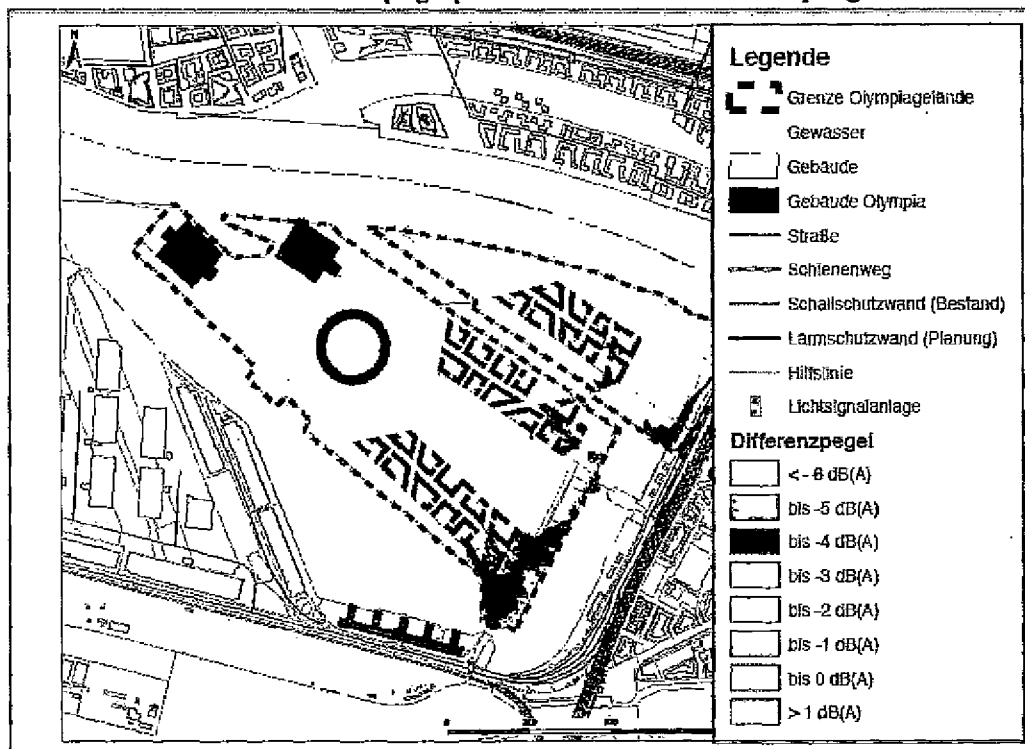 N
Legende
Grenze Olympiagelände
Gewässer
Gebäude
Gebäude Olympia
Straße
Schienenweg
Schallschutzwand (Bestand)
Lärmschutzwand (Planung)
Hilfslinie
Lichtsignalanlage
Differenzpegel
< -6 dB(A)
bis -5 dB(A)
bis -4 dB(A)
bis -3 dB(A)
bis -2 dB(A)
bis -1 dB(A)
bis 0 dB(A)
> 1 dB(A)
0